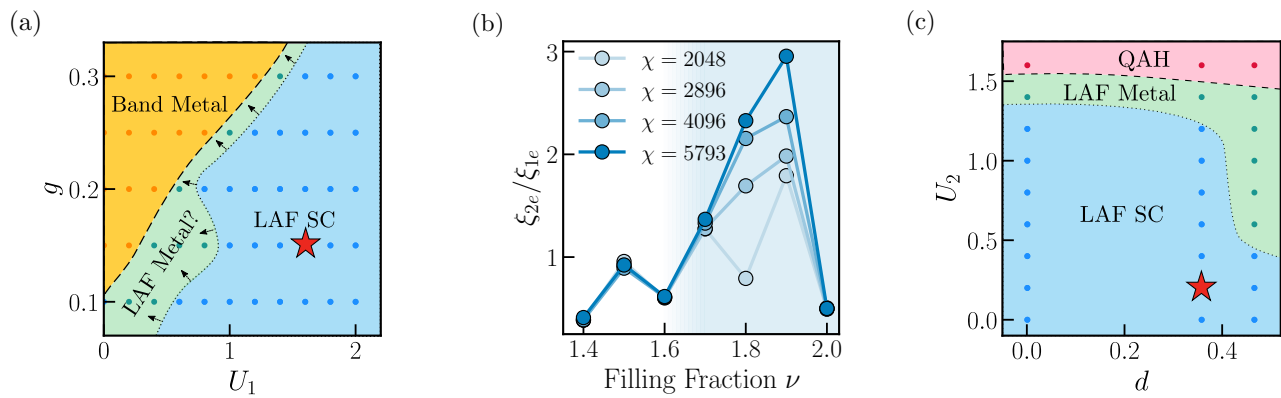 (a)
0.3
0.2
0.1
g
Band Metal
LAF Metal?
LAF SC
0
1
2
U₁
(b)
3
2
1
ξ₂ₑ/ξ₁ₑ
χ = 2048
χ = 2896
χ = 4096
χ = 5793
1.4
1.6
1.8
2.0
Filling Fraction ν
(c)
1.5
1.0
0.5
0.0
U₂
QAH
LAF Metal
LAF SC
0.0
0.2
0.4
d